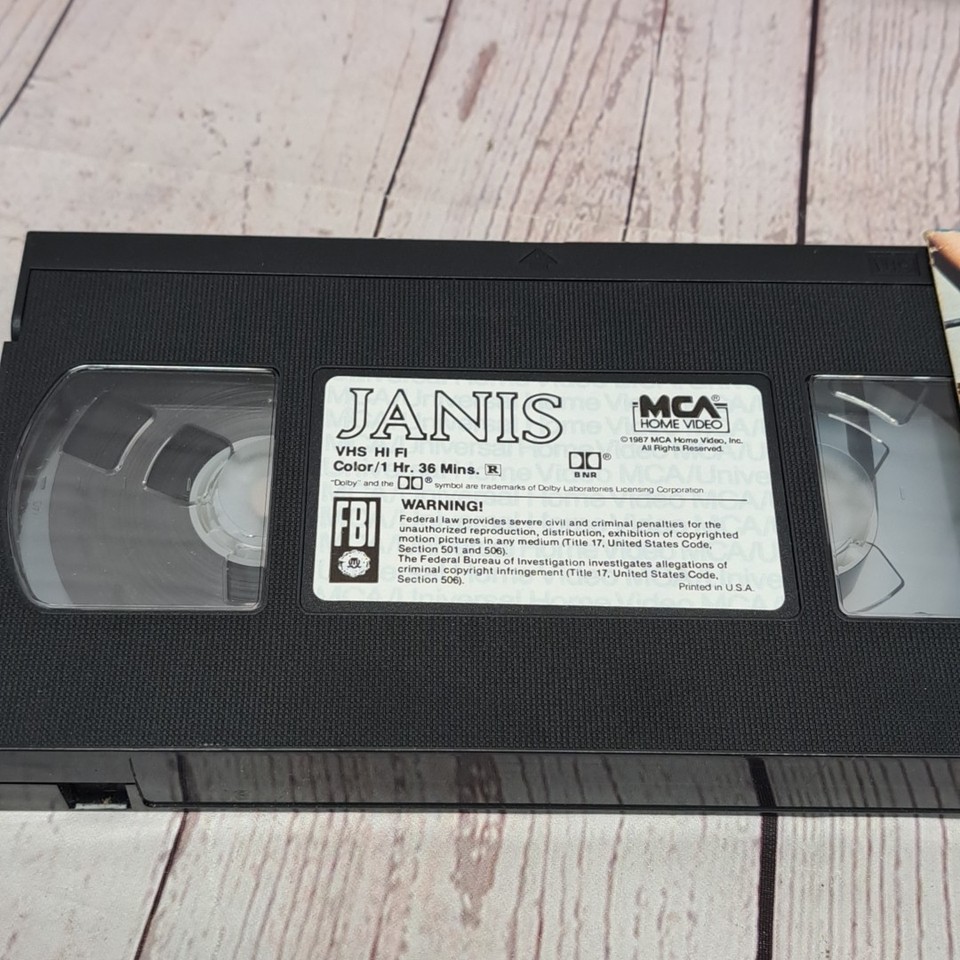 JANIS
MCA®
HOME VIDEO
©1987 MCA Home Video, Inc.
All Rights Reserved.
VHS HI FI
Color/1 Hr. 36 Mins. R
B NR
"Dolby" and the ® symbol are trademarks of Dolby Laboratories Licensing Corporation
FBI
WARNING!
Federal law provides severe civil and criminal penalties for the
unauthorized reproduction, distribution, exhibition of copyrighted
motion pictures in any medium (Title 17, United States Code,
Section 501 and 506).
The Federal Bureau of Investigation investigates allegations of
criminal copyright infringement (Title 17, United States Code,
Section 506).
Printed in U.S.A.